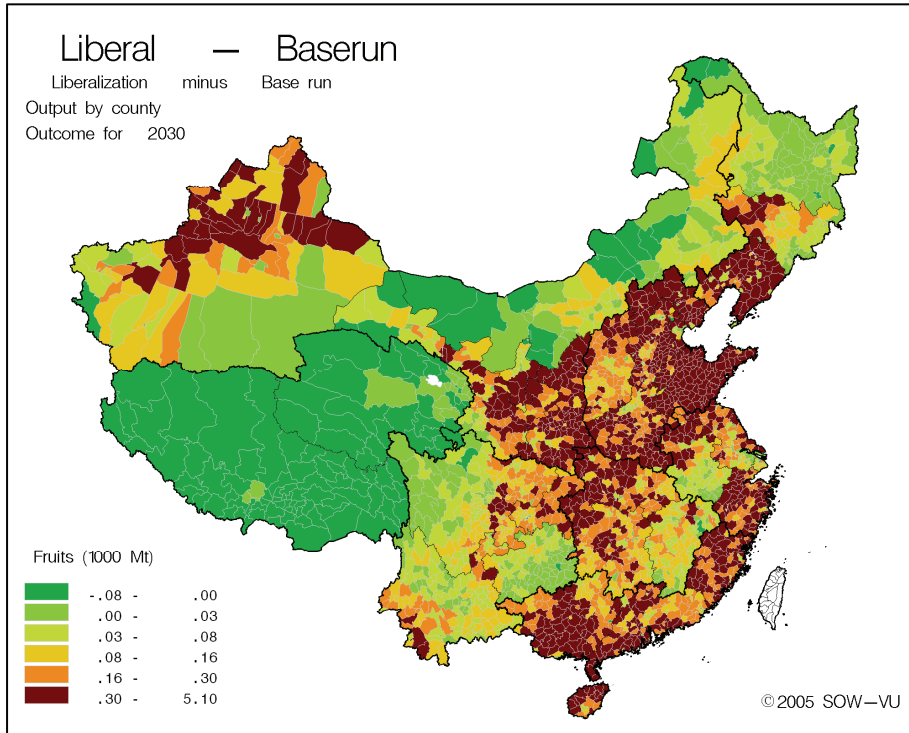 Liberal — Baserun
Liberalization minus Base run
Output by county
Outcome for 2030
Fruits (1000 Mt)
-.08 - .00
.00 - .03
.03 - .08
.08 - .16
.16 - .30
.30 - 5.10
©2005 SOW—VU